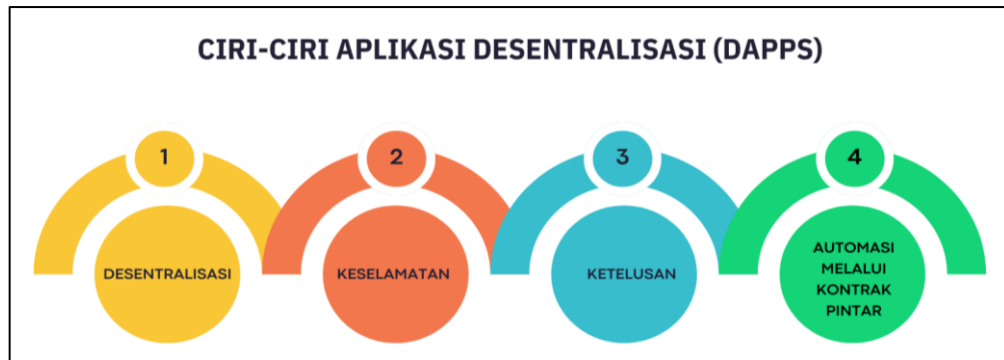 CIRI-CIRI APLIKASI DESENTRALISASI (DAPPS)
1
DESENTRALISASI
2
KESELAMATAN
3
KETELUSAN
4
AUTOMASI
MELALUI
KONTRAK
PINTAR